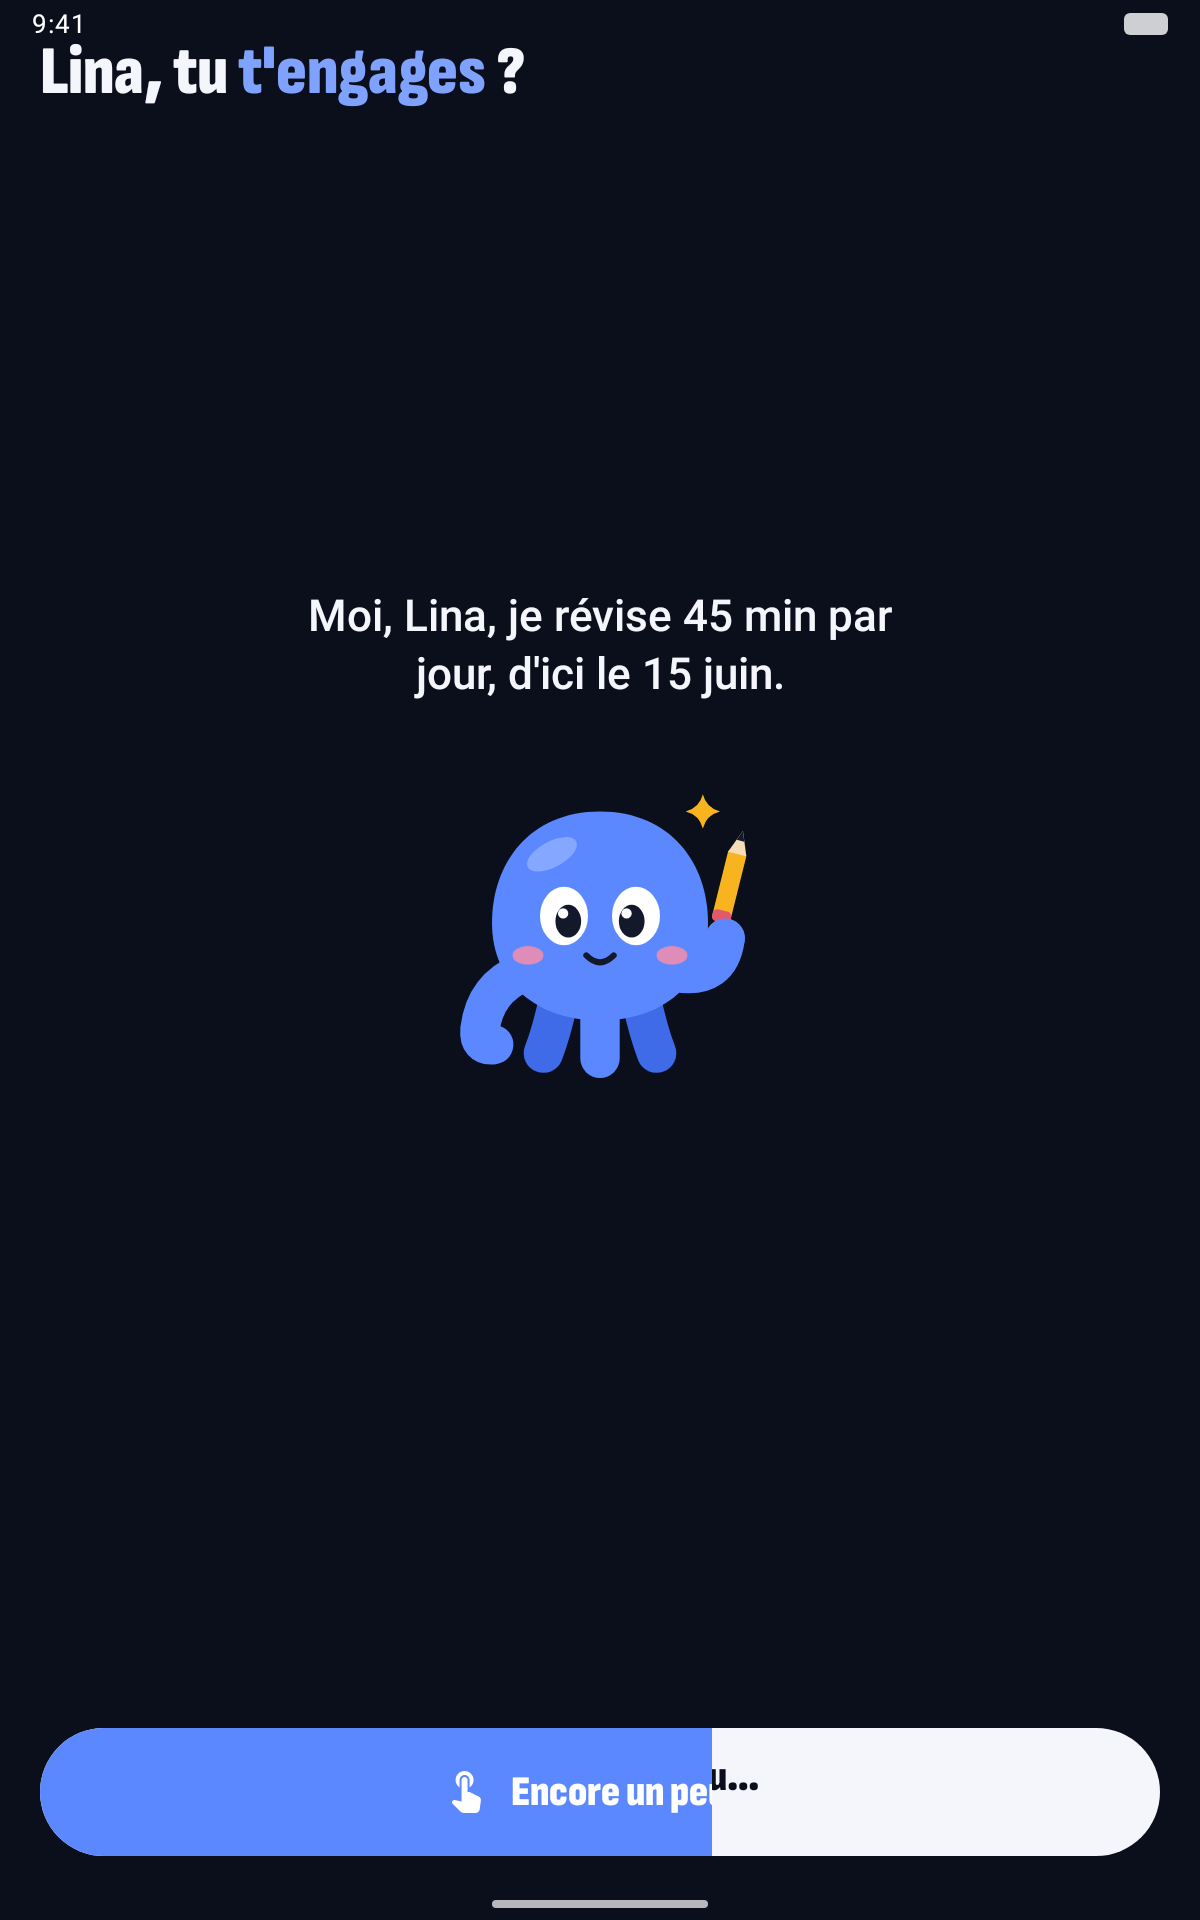 9:41
Lina, tu t'engages ?
Moi, Lina, je révise 45 min par
jour, d'ici le 15 juin.
Encore un peu...